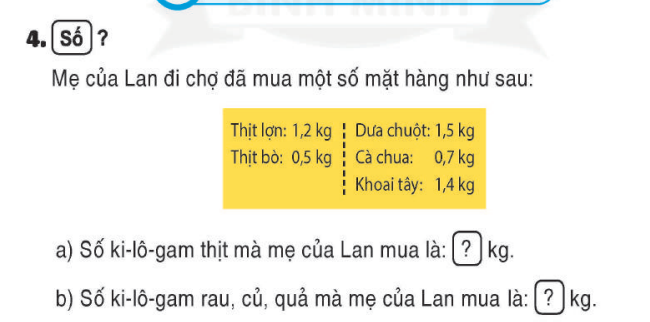 BÌNH MINH
4. Số ?
Mẹ của Lan đi chợ đã mua một số mặt hàng như sau:
Thịt lợn: 1,2 kg Dưa chuột: 1,5 kg
Thịt bò: 0,5 kg Cà chua: 0,7 kg
Khoai tây: 1,4 kg
a) Số ki-lô-gam thịt mà mẹ của Lan mua là: ? kg.
b) Số ki-lô-gam rau, củ, quả mà mẹ của Lan mua là: ? kg.